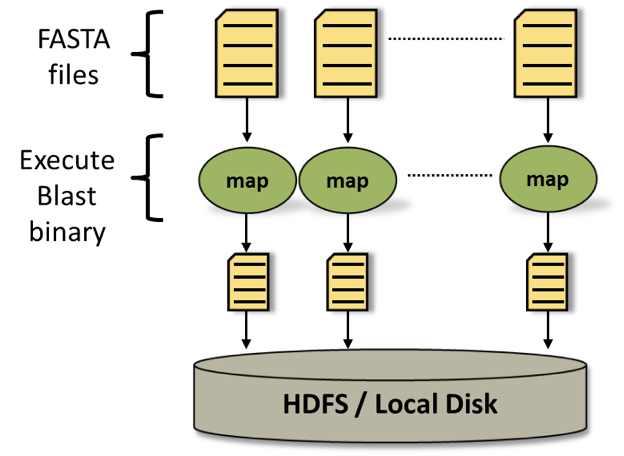 FASTA
files
Execute
Blast
binary
map
map
map
HDFS / Local Disk